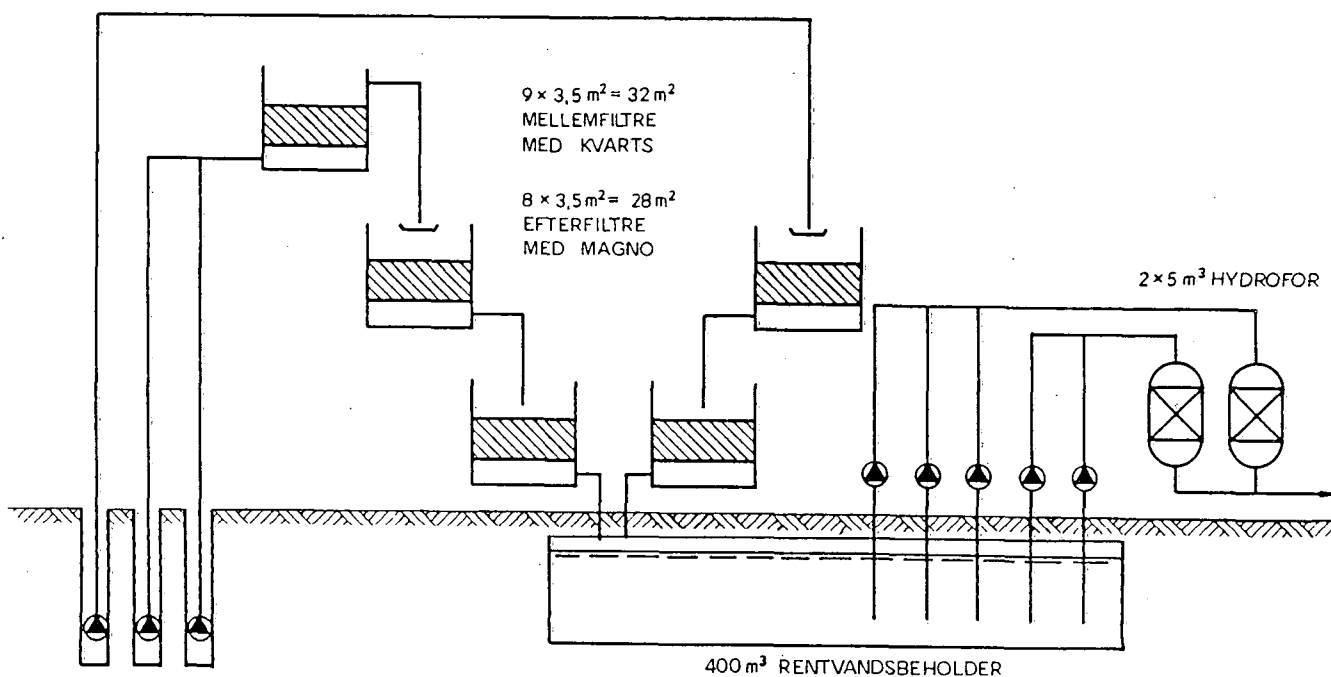 9 × 3,5 m² = 32 m²
MELLEMFILTRE
MED KVARTS
8 × 3,5 m² = 28 m²
EFTERFILTRE
MED MAGNO
2 × 5 m³ HYDROFOR
400 m³ RENTVANDSBEHOLDER